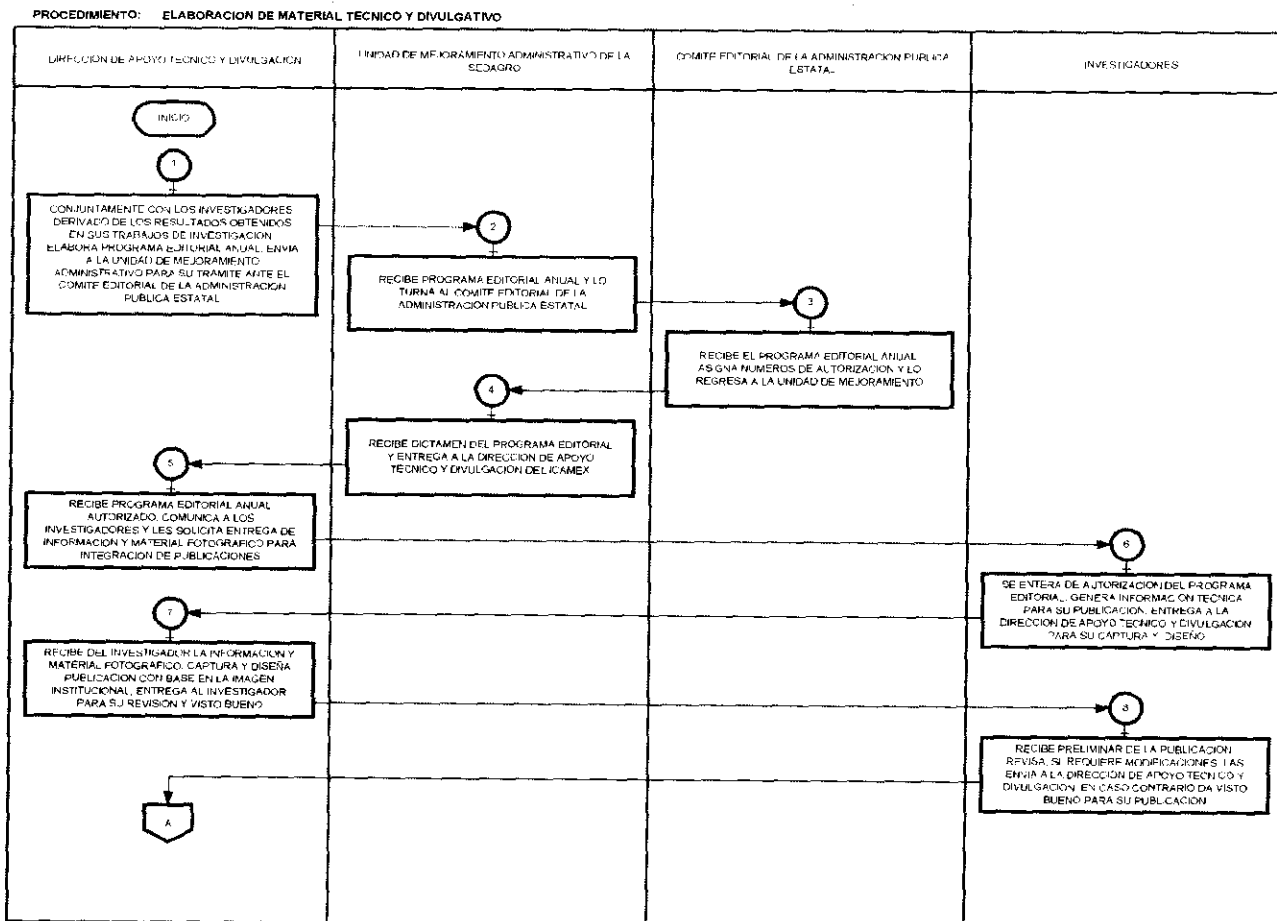 PROCEDIMIENTO: ELABORACION DE MATERIAL TECNICO Y DIVULGATIVO
DIRECCION DE APOYO TECNICO Y DIVULGACION
UNIDAD DE MEJORAMIENTO ADMINISTRATIVO DE LA
SEDAGRO
COMITE EDITORIAL DE LA ADMINISTRACION PUBLICA
ESTATAL
INVESTIGADORES
INICIO
1
CONJUNTAMENTE CON LOS INVESTIGADORES
DERIVADO DE LOS RESULTADOS OBTENIDOS
EN SUS TRABAJOS DE INVESTIGACION
ELABORA PROGRAMA EDITORIAL ANUAL. ENVIA
A LA UNIDAD DE MEJORAMIENTO
ADMINISTRATIVO PARA SU TRAMITE ANTE EL
COMITE EDITORIAL DE LA ADMINISTRACION
PUBLICA ESTATAL
2
RECIBE PROGRAMA EDITORIAL ANUAL Y LO
TURNA AL COMITE EDITORIAL DE LA
ADMINISTRACION PUBLICA ESTATAL
3
RECIBE EL PROGRAMA EDITORIAL ANUAL
ASIGNA NUMEROS DE AUTORIZACION Y LO
REGRESA A LA UNIDAD DE MEJORAMIENTO
4
RECIBE DICTAMEN DEL PROGRAMA EDITORIAL
Y ENTREGA A LA DIRECCION DE APOYO
TECNICO Y DIVULGACION DEL ICAMEX
5
RECIBE PROGRAMA EDITORIAL ANUAL
AUTORIZADO, COMUNICA A LOS
INVESTIGADORES Y LES SOLICITA ENTREGA DE
INFORMACION Y MATERIAL FOTOGRAFICO PARA
INTEGRACION DE PUBLICACIONES
6
SE ENTERA DE AUTORIZACION DEL PROGRAMA
EDITORIAL, GENERA INFORMACION TECNICA
PARA SU PUBLICACION, ENTREGA A LA
DIRECCION DE APOYO TECNICO Y DIVULGACION
PARA SU CAPTURA Y DISEÑO
7
RECIBE DEL INVESTIGADOR LA INFORMACION Y
MATERIAL FOTOGRAFICO, CAPTURA Y DISEÑA
PUBLICACION CON BASE EN LA IMAGEN
INSTITUCIONAL, ENTREGA AL INVESTIGADOR
PARA SU REVISION Y VISTO BUENO
8
RECIBE PRELIMINAR DE LA PUBLICACION
REVISA, SI REQUIERE MODIFICACIONES, LAS
ENVIA A LA DIRECCION DE APOYO TECNICO Y
DIVULGACION, EN CASO CONTRARIO DA VISTO
BUENO PARA SU PUBLICACION
A